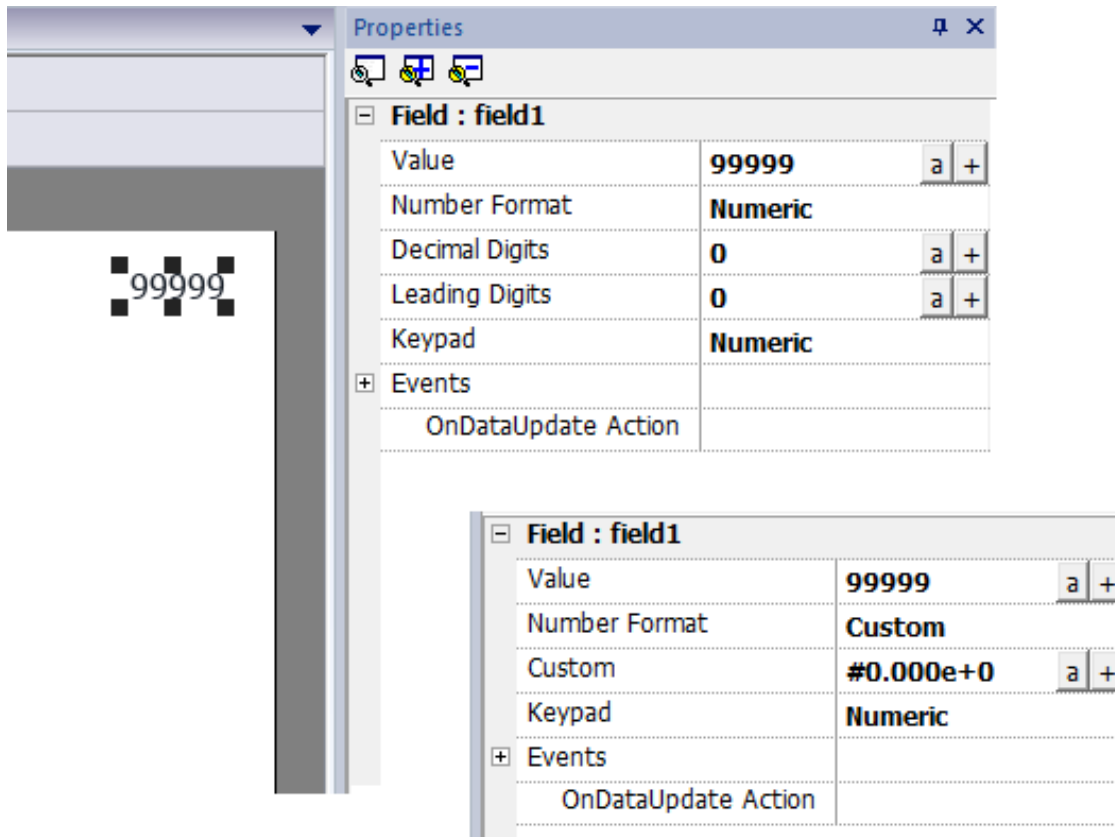 Properties
Field : field1
Value 99999 a +
Number Format Numeric
99999
Decimal Digits 0 a +
Leading Digits 0 a +
Keypad Numeric
Events
OnDataUpdate Action
Field : field1
Value 99999 a +
Number Format Custom
Custom #0.000e+0 a +
Keypad Numeric
Events
OnDataUpdate Action